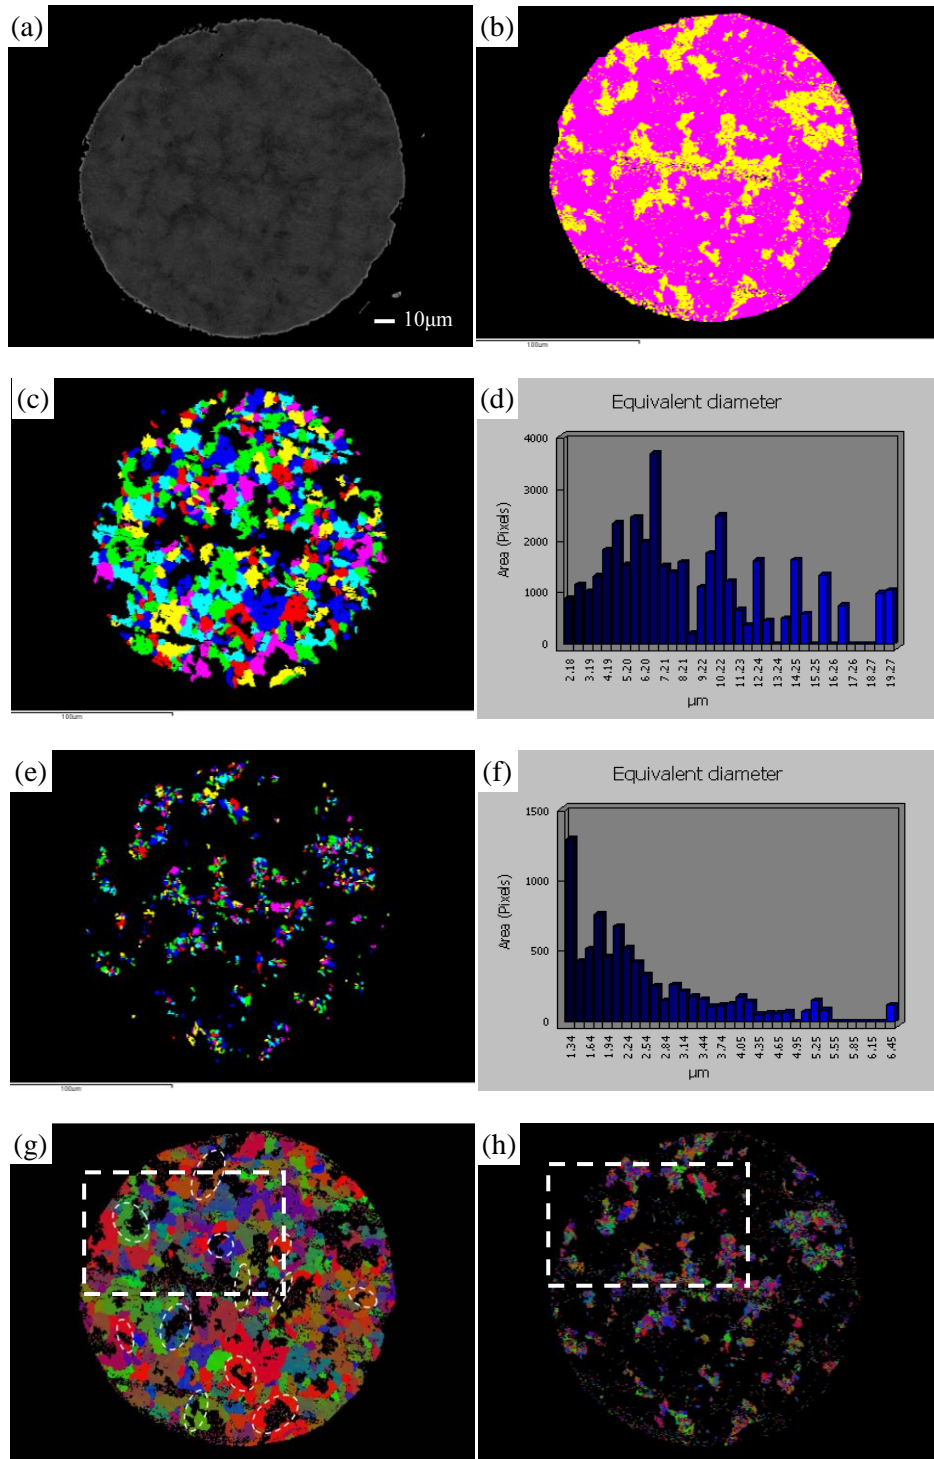 (a)
10μm
(b)
100um
(c)
100um
(d)
Equivalent diameter
Area (Pixels)
4000
3000
2000
1000
0
2.18 3.19 4.19 5.20 6.20 7.21 8.21 9.22 10.22 11.23 12.24 13.24 14.25 15.25 16.26 17.26 18.27 19.27
μm
(e)
100um
(f)
Equivalent diameter
Area (Pixels)
1500
1000
500
0
1.34 1.64 1.94 2.24 2.54 2.84 3.14 3.44 3.74 4.05 4.35 4.65 4.95 5.25 5.55 5.85 6.15 6.45
μm
(g)
(h)